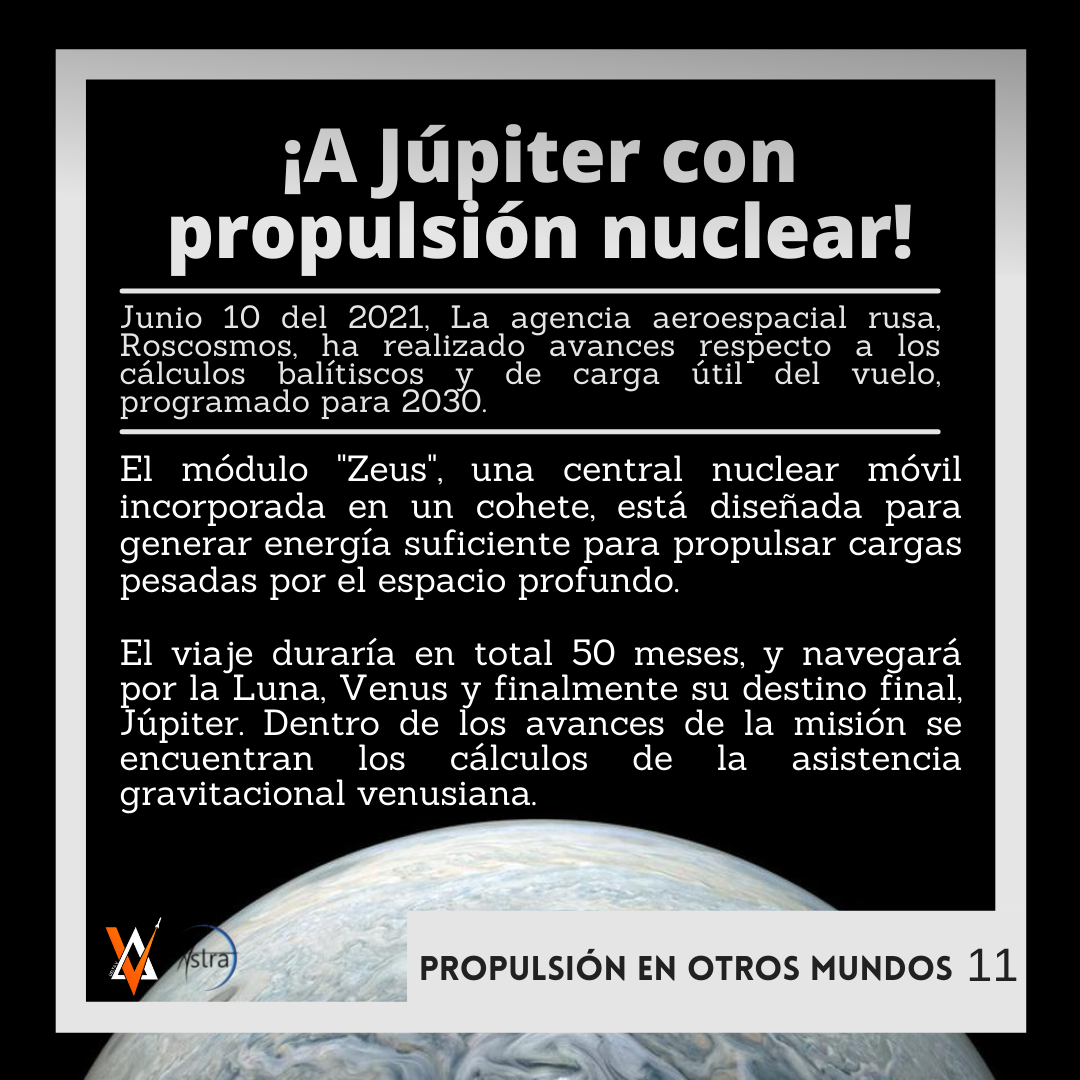 ¡A Júpiter con
propulsión nuclear!
Junio 10 del 2021, La agencia aeroespacial rusa,
Roscosmos, ha realizado avances respecto a los
cálculos balítiscos y de carga útil del vuelo,
programado para 2030.
El módulo "Zeus", una central nuclear móvil
incorporada en un cohete, está diseñada para
generar energía suficiente para propulsar cargas
pesadas por el espacio profundo.
El viaje duraría en total 50 meses, y navegará
por la Luna, Venus y finalmente su destino final,
Júpiter. Dentro de los avances de la misión se
encuentran los cálculos de la asistencia
gravitacional venusiana.
Astra
PROPULSIÓN EN OTROS MUNDOS 11